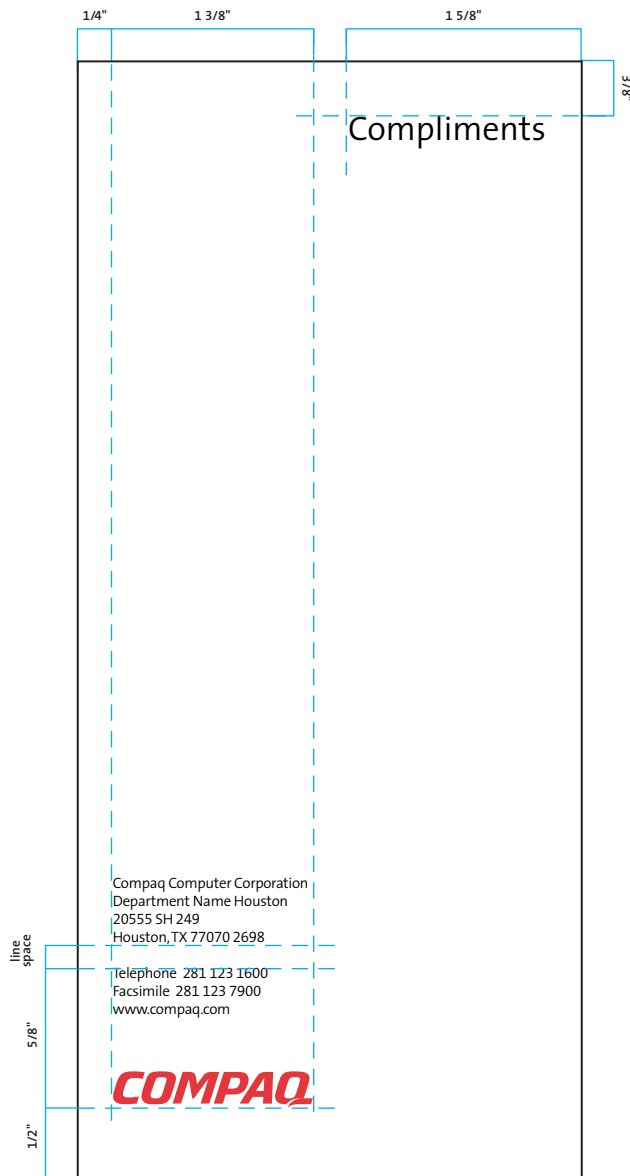 1/4" 1 3/8" 1 5/8"
3/8"
Compliments
Compaq Computer Corporation
Department Name Houston
20555 SH 249
Houston, TX 77070 2698
line
space
Telephone 281 123 1600
Facsimile 281 123 7900
www.compaq.com
5/8"
COMPAQ
1/2"